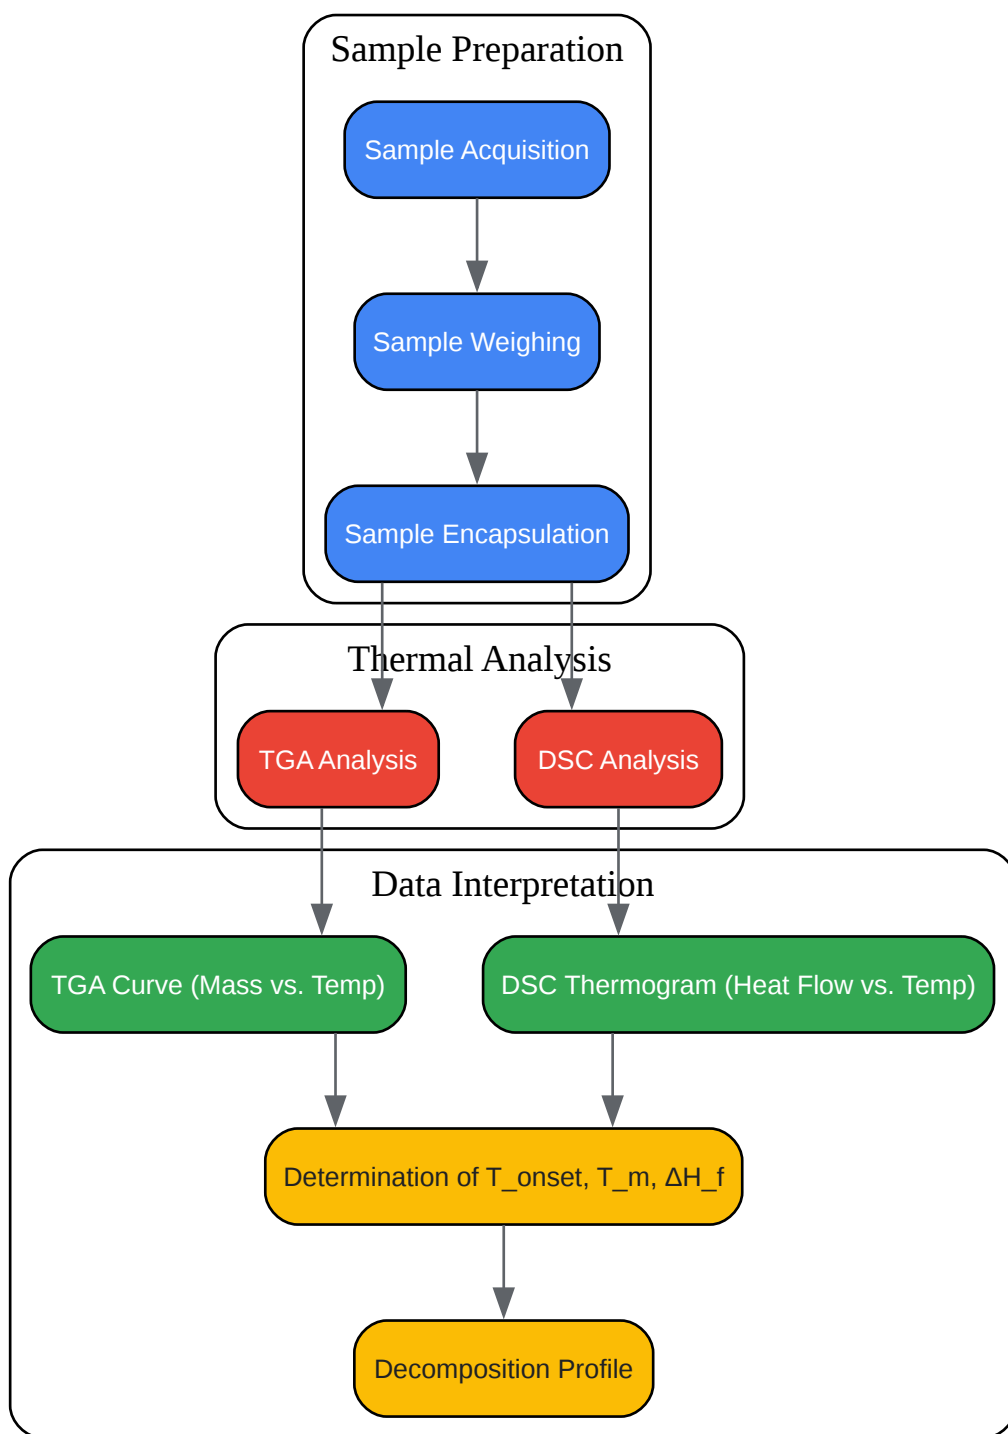 Sample Preparation
Sample Acquisition
Sample Weighing
Sample Encapsulation
Thermal Analysis
TGA Analysis
DSC Analysis
Data Interpretation
TGA Curve (Mass vs. Temp)
DSC Thermogram (Heat Flow vs. Temp)
Determination of T_onset, T_m, ΔH_f
Decomposition Profile